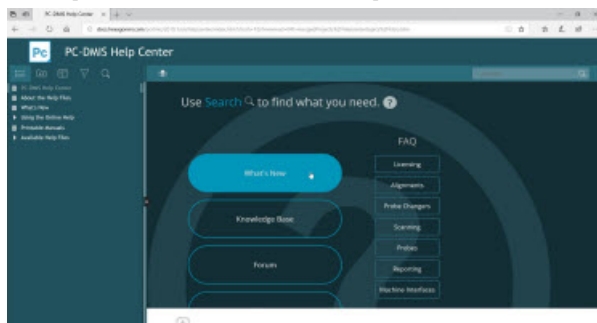 PC-DMIS Help Center
Pc PC-DMIS Help Center
PC-DMIS Help Center
About the Help Files
What's New
Using the Online Help
Printable Manuals
Available Help Files
Use Search to find what you need. ?
FAQ
What's New
Knowledge Base
Forum
Licensing
Alignments
Probe Changers
Scanning
Probes
Reporting
Machine Interfaces